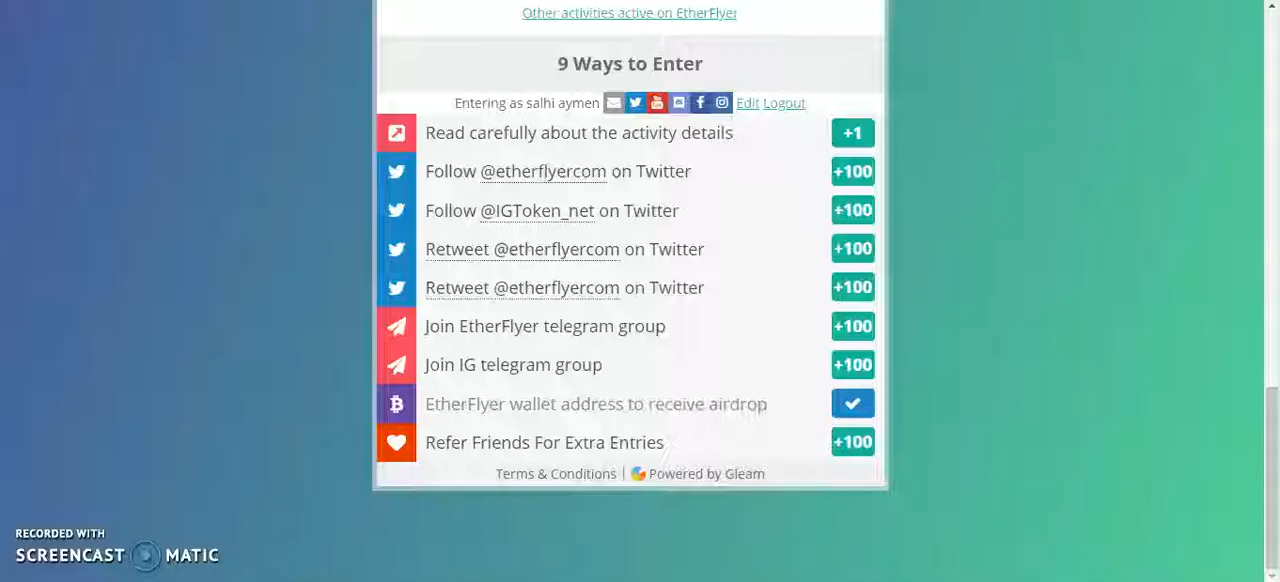 Other activities active on EtherFlyer
9 Ways to Enter
Entering as salhi aymen Edit Logout
Read carefully about the activity details +1
Follow @etherflyercom on Twitter +100
Follow @IGToken_net on Twitter +100
Retweet @etherflyercom on Twitter +100
Retweet @etherflyercom on Twitter +100
Join EtherFlyer telegram group +100
Join IG telegram group +100
EtherFlyer wallet address to receive airdrop
Refer Friends For Extra Entries +100
Terms & Conditions | Powered by Gleam
RECORDED WITH
SCREENCAST MATIC